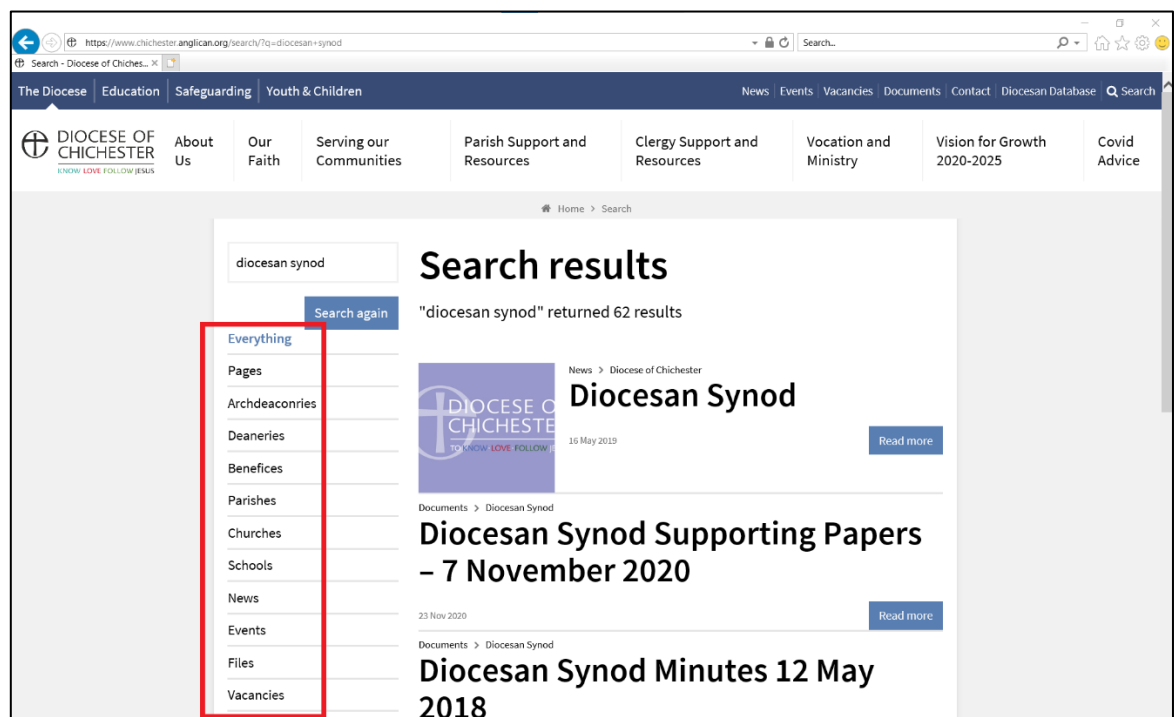 https://www.chichester.anglican.org/search/?q=diocesan+synod
Search...
Search - Diocese of Chiches...
The Diocese Education Safeguarding Youth & Children News Events Vacancies Documents Contact Diocesan Database Search
DIOCESE OF
CHICHESTER
KNOW LOVE FOLLOW JESUS
About
Us
Our
Faith
Serving our
Communities
Parish Support and
Resources
Clergy Support and
Resources
Vocation and
Ministry
Vision for Growth
2020-2025
Covid
Advice
Home > Search
diocesan synod
Search again
Everything
Pages
Archdeaconries
Deaneries
Benefices
Parishes
Churches
Schools
News
Events
Files
Vacancies
Search results
"diocesan synod" returned 62 results
DIOCESE O
CHICHESTE
TO KNOW LOVE FOLLOW J
News > Diocese of Chichester
Diocesan Synod
16 May 2019
Read more
Documents > Diocesan Synod
Diocesan Synod Supporting Papers
– 7 November 2020
23 Nov 2020
Read more
Documents > Diocesan Synod
Diocesan Synod Minutes 12 May
2018